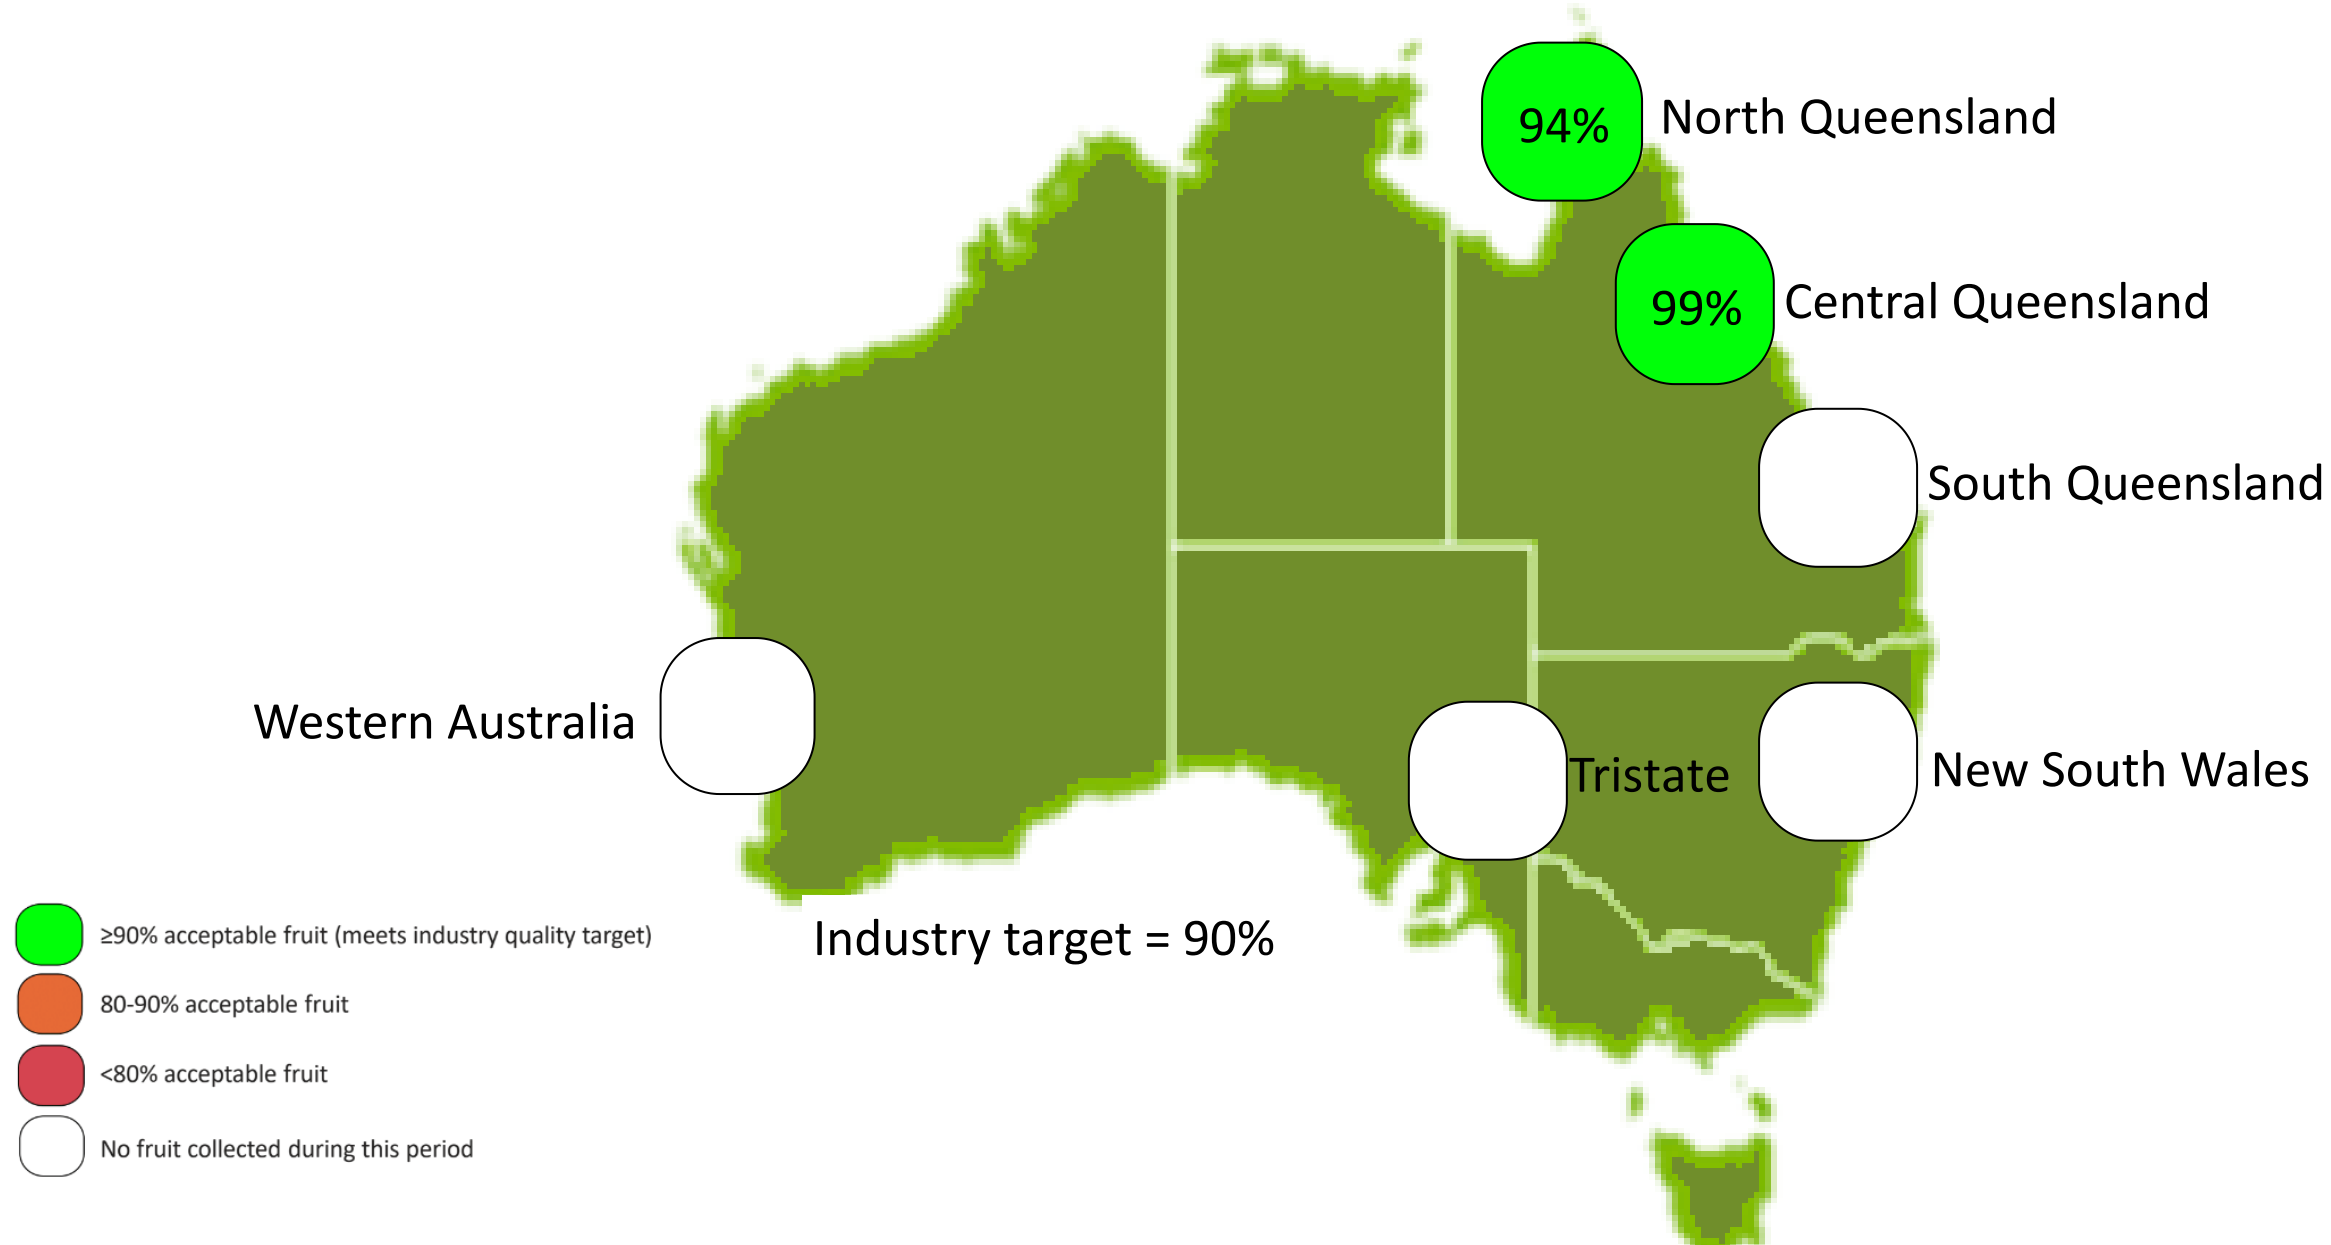 94%
North Queensland
99%
Central Queensland
South Queensland
Western Australia
Tristate
New South Wales
Industry target = 90%
≥90% acceptable fruit (meets industry quality target)
80-90% acceptable fruit
<80% acceptable fruit
No fruit collected during this period